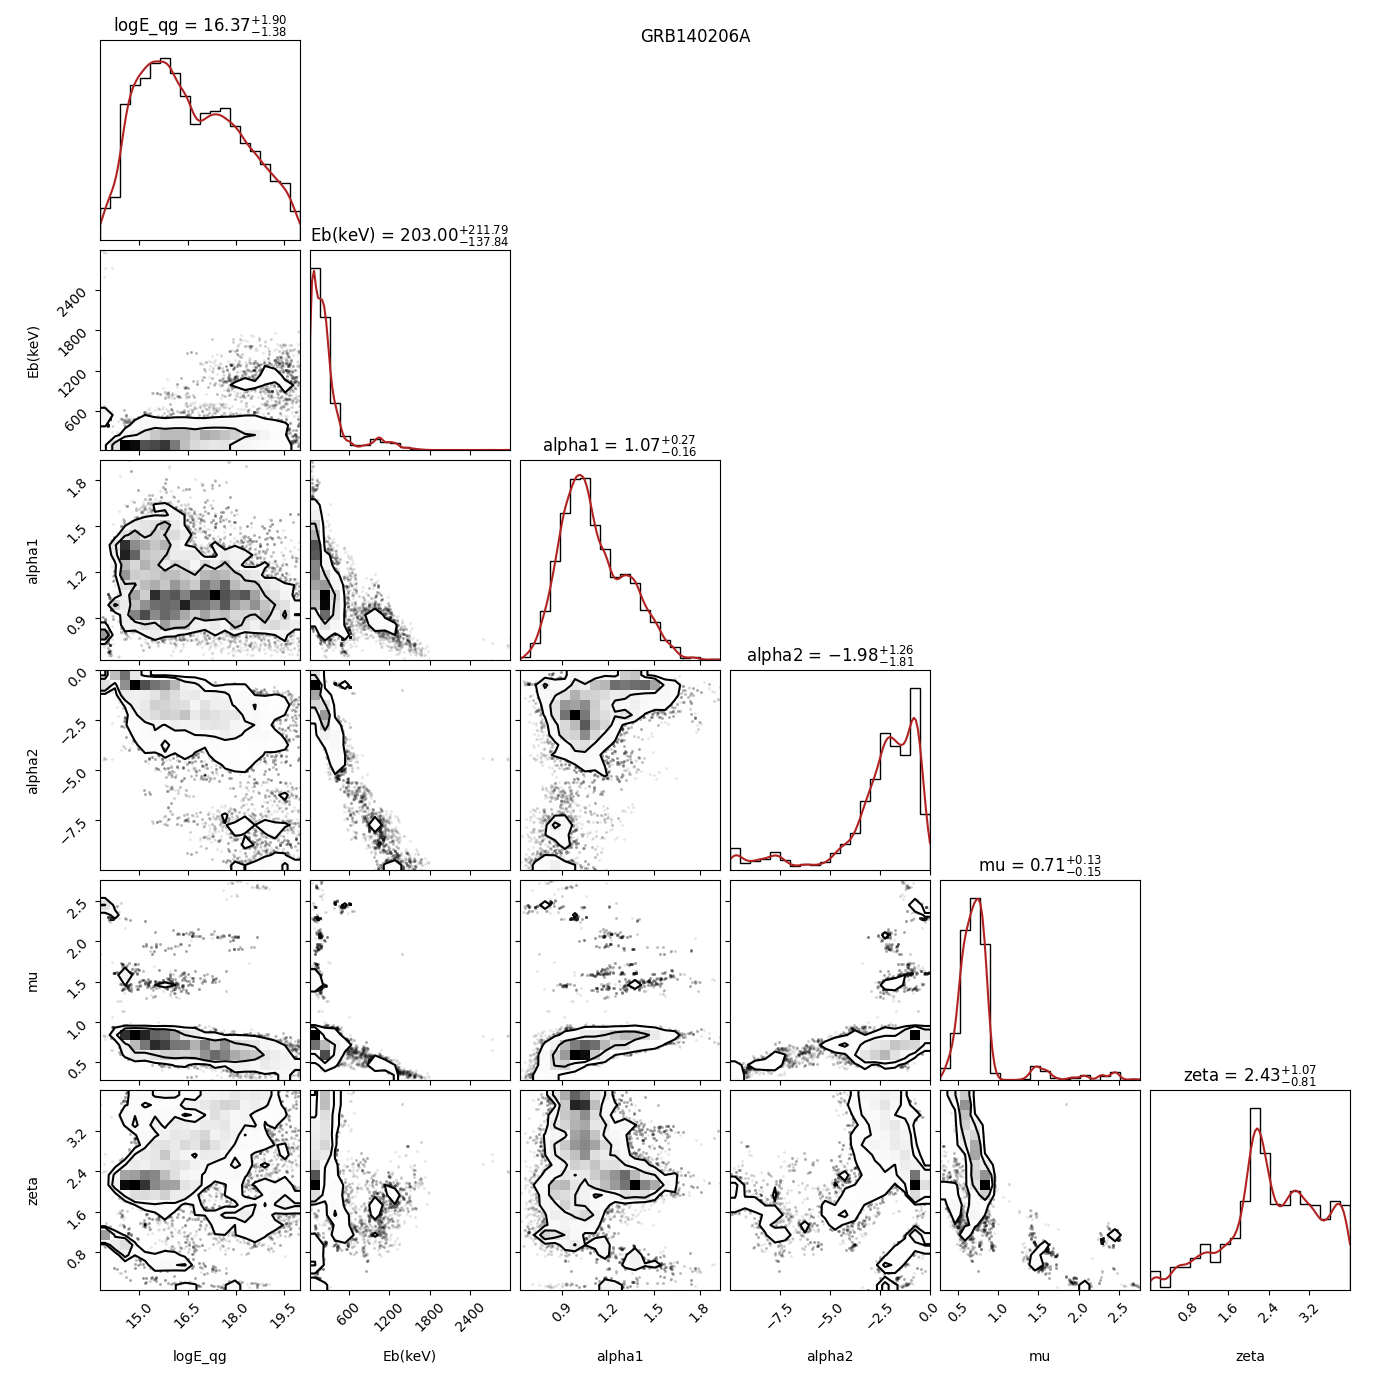 logE_qg = 16.37+1.90−1.38
GRB140206A
Eb(keV) = 203.00+211.79−137.84
Eb(keV)
2400
1800
1200
600
alpha1 = 1.07+0.27−0.16
alpha1
1.8
1.5
1.2
0.9
alpha2 = −1.98+1.26−1.81
alpha2
0.0
−2.5
−5.0
−7.5
mu = 0.71+0.13−0.15
mu
2.5
2.0
1.5
1.0
0.5
zeta = 2.43+1.07−0.81
zeta
3.2
2.4
1.6
0.8
15.0 16.5 18.0 19.5 600 1200 1800 2400 0.9 1.2 1.5 1.8 −7.5 −5.0 −2.5 0.0 0.5 1.0 1.5 2.0 2.5 0.8 1.6 2.4 3.2
logE_qg Eb(keV) alpha1 alpha2 mu zeta